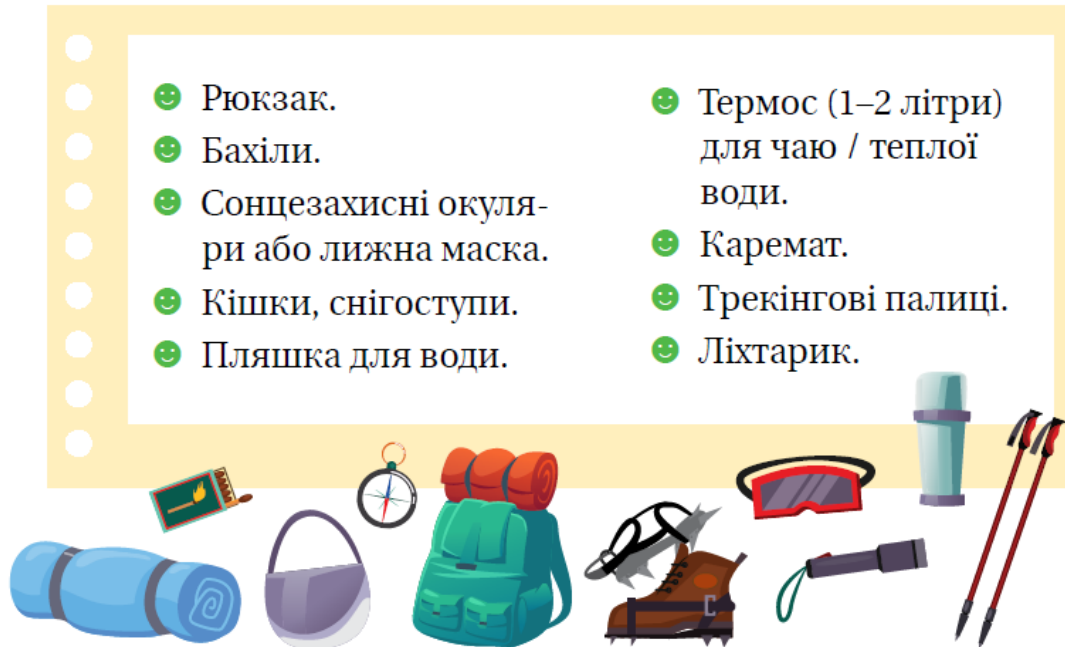 Рюкзак.
Бахіли.
Сонцезахисні окуля-
ри або лижна маска.
Кішки, снігоступи.
Пляшка для води.
Термос (1–2 літри)
для чаю / теплої
води.
Каремат.
Трекінгові палиці.
Ліхтарик.